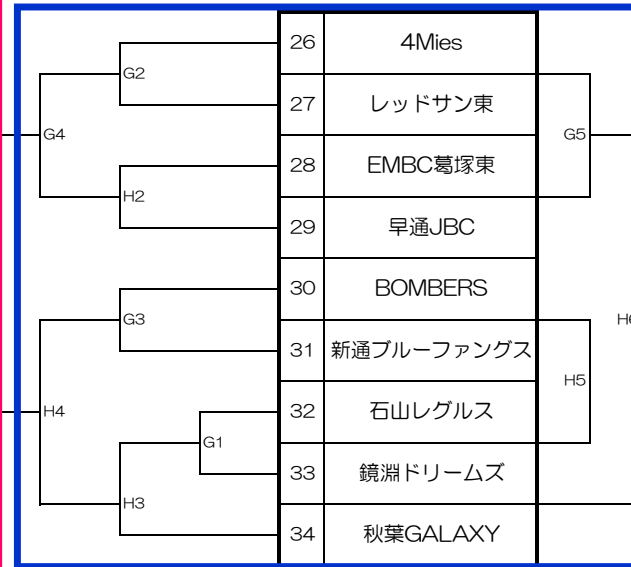 26 4Mies
G2
27 レッドサン東
G4 G5
28 EMBC葛塚東
H2
29 早通JBC
30 BOMBERS
G3 H6
31 新通ブルーファングス
H5
32 石山レグルス
H4
G1
33 鏡淵ドリームズ
H3
34 秋葉GALAXY